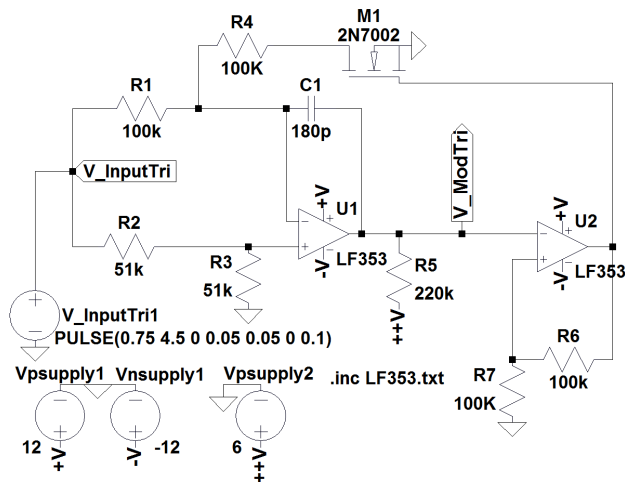 M1
2N7002
R4
100K
R1
100k
C1
180p
V_InputTri
V_ModTri
R2
51k
R3
51k
+V
U1
-V
LF353
R5
220k
++V
+V
U2
-V
LF353
V_InputTri1
PULSE(0.75 4.5 0 0.05 0.05 0 0.1)
R6
100k
R7
100K
Vpsupply1
Vnsupply1
Vpsupply2
.inc LF353.txt
12
+V
-V
-12
6
++V